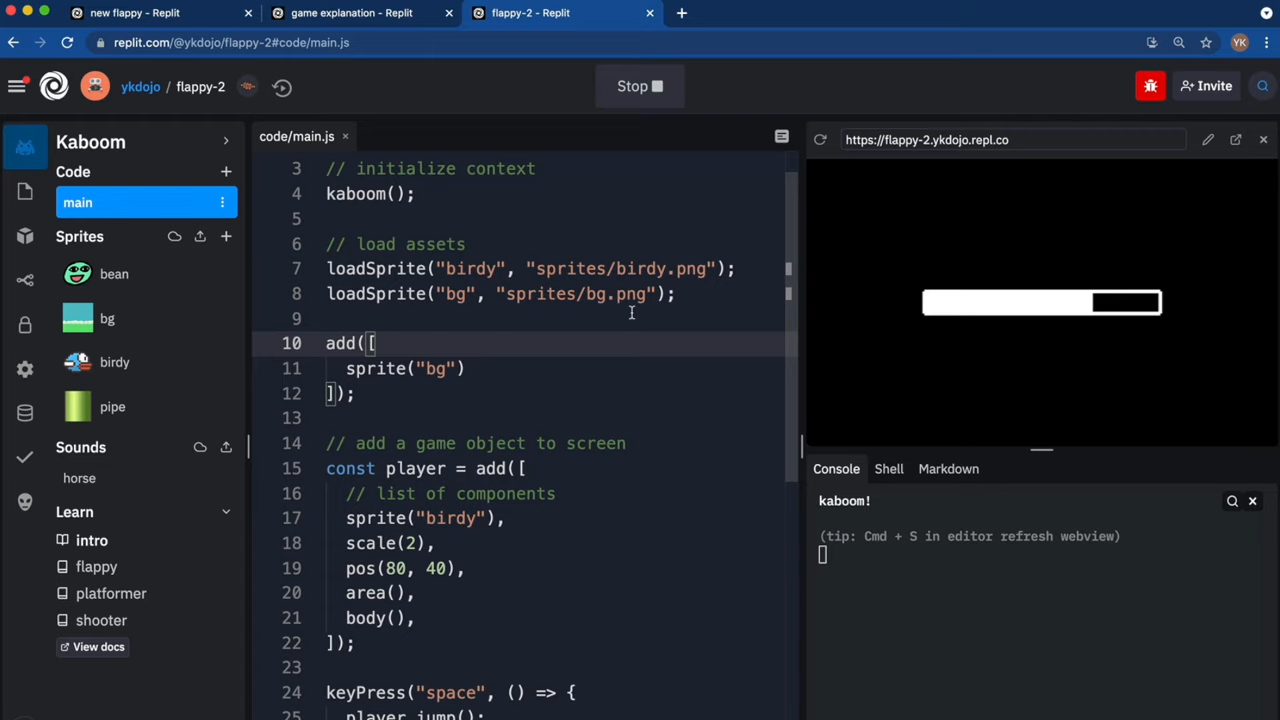 new flappy - Replit
game explanation - Replit
flappy-2 - Replit
replit.com/@ykdojo/flappy-2#code/main.js
YK
ykdojo / flappy-2
Stop
Invite
Kaboom
Code
main
Sprites
bean
bg
birdy
pipe
Sounds
horse
Learn
intro
flappy
platformer
shooter
View docs
code/main.js
3 // initialize context
4 kaboom();
5
6 // load assets
7 loadSprite("birdy", "sprites/birdy.png");
8 loadSprite("bg", "sprites/bg.png");
9
10 add([
11 sprite("bg")
12 ]);
13
14 // add a game object to screen
15 const player = add([
16 // list of components
17 sprite("birdy"),
18 scale(2),
19 pos(80, 40),
20 area(),
21 body(),
22 ]);
23
24 keyPress("space", () => {
25 player.jump();
https://flappy-2.ykdojo.repl.co
Console
Shell
Markdown
kaboom!
(tip: Cmd + S in editor refresh webview)